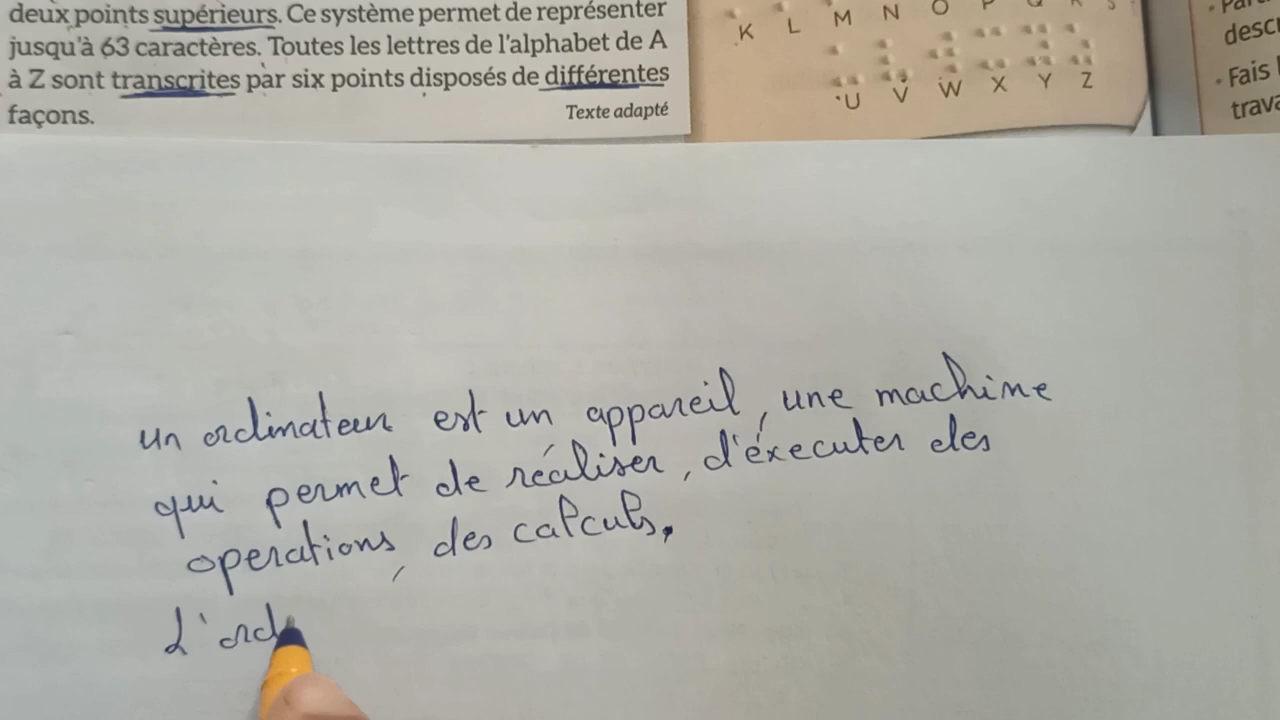 deux points supérieurs. Ce système permet de représenter
jusqu'à 63 caractères. Toutes les lettres de l'alphabet de A
à Z sont transcrites par six points disposés de différentes
façons.
Texte adapté
K L M N O
U V W X Y Z
descr
· Fais
trava
un ordinateur est un appareil, une machine
qui permet de réaliser, d'éxecuter des
operations, des calculs.
L'ord